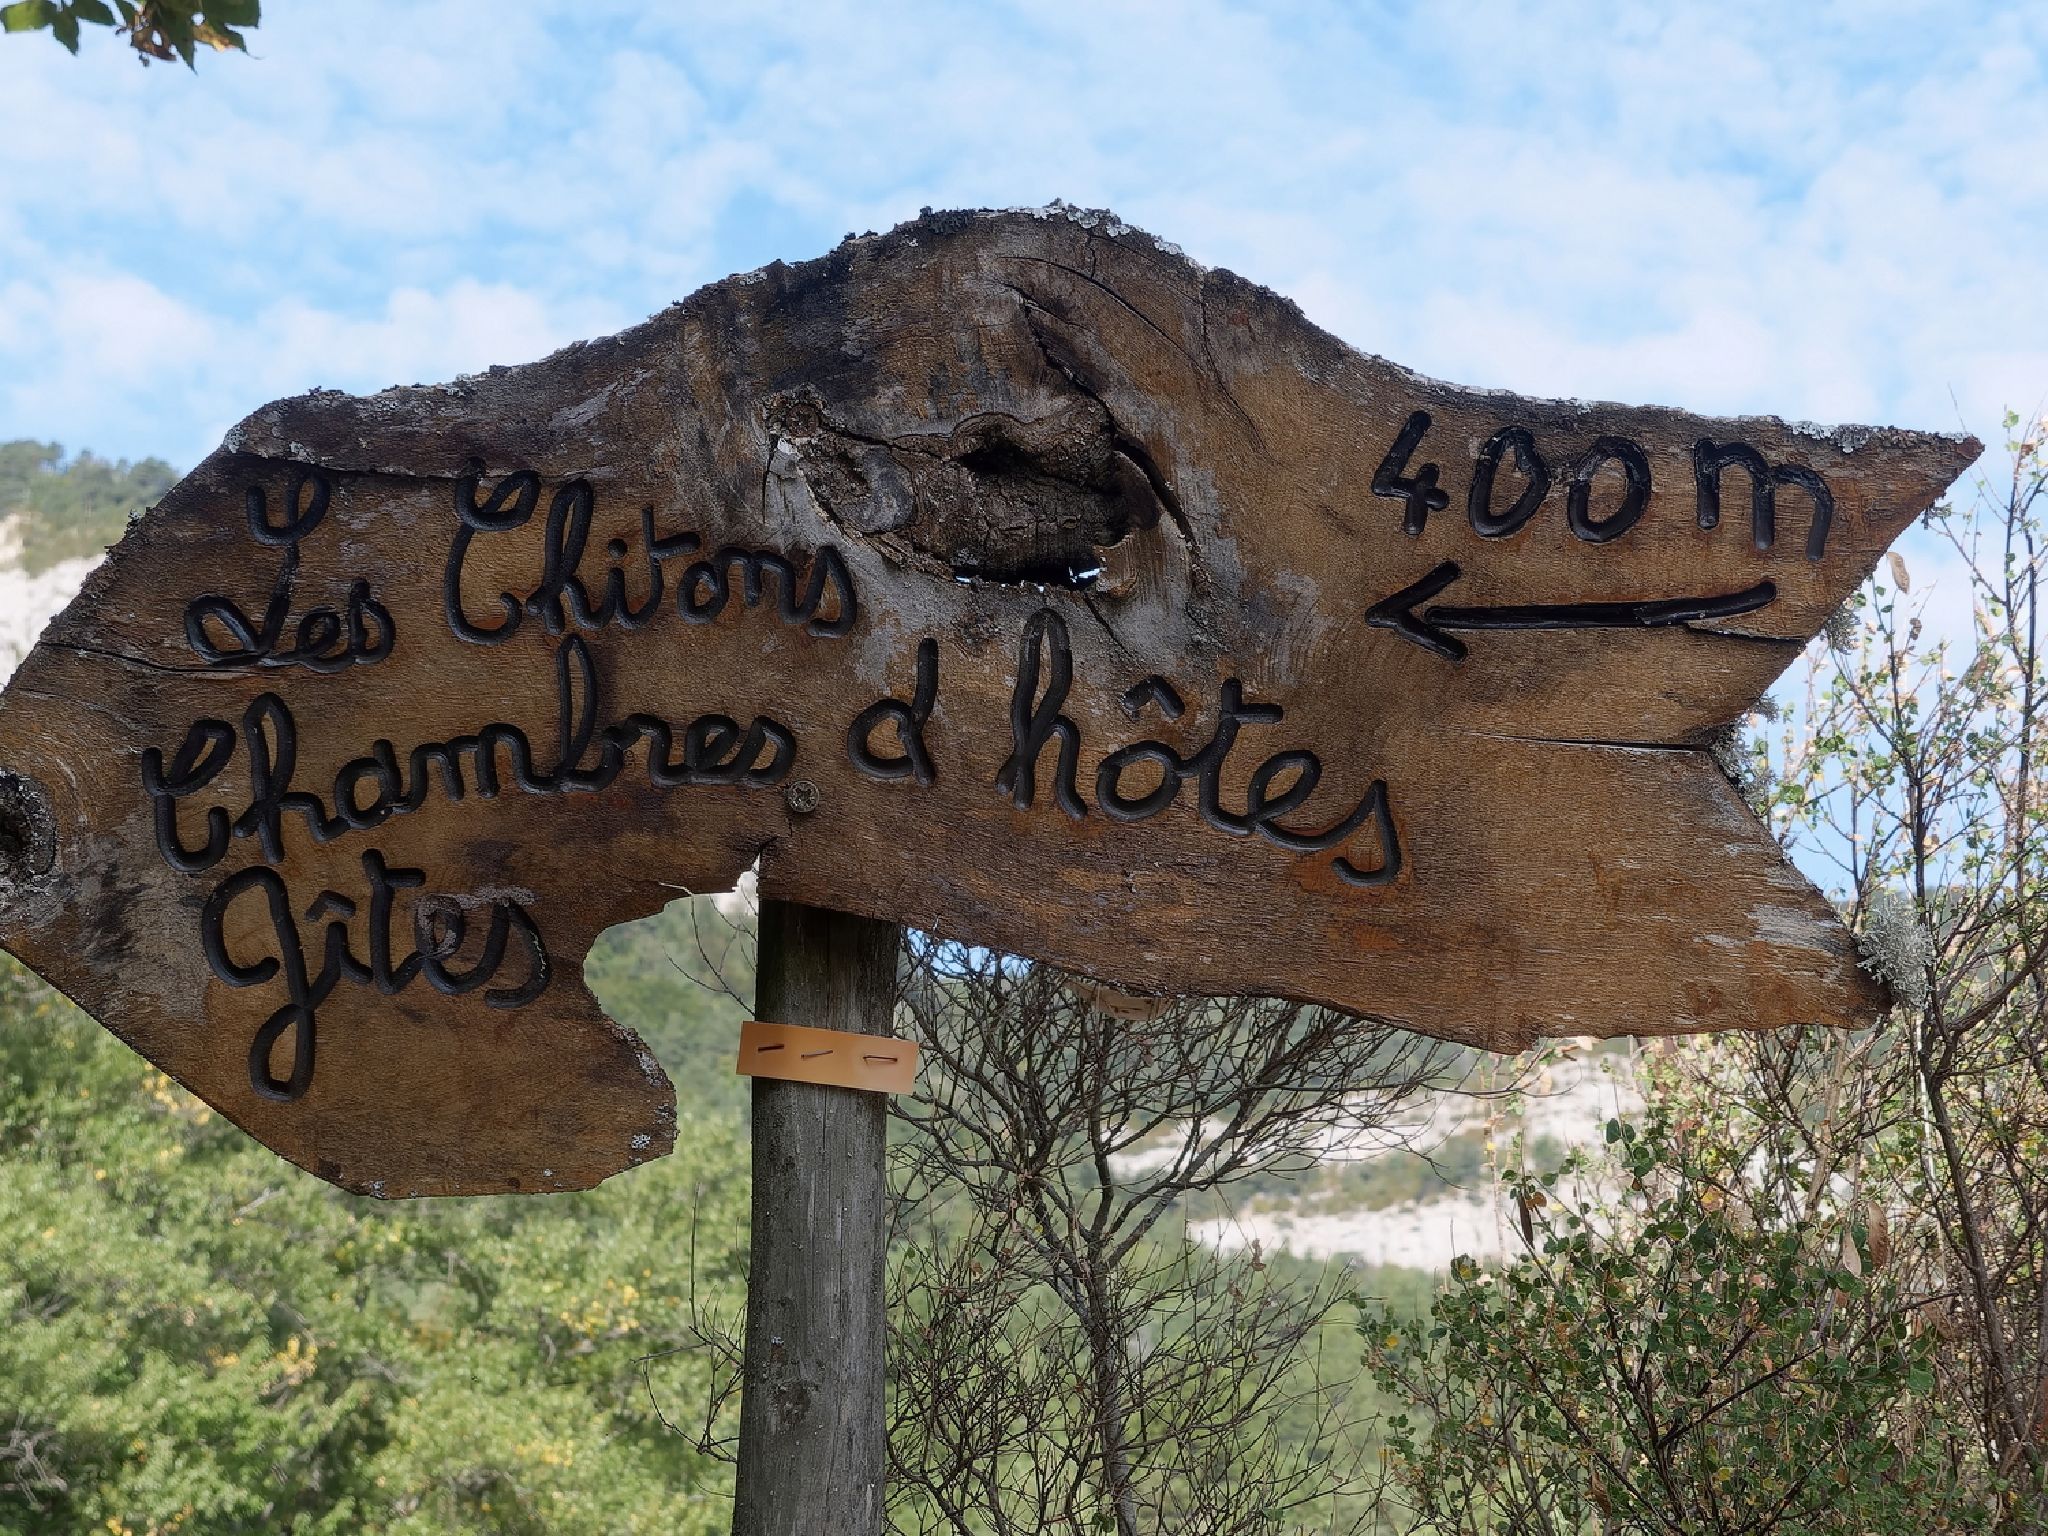 Les Chitons
Chambres d hôtes
Gîtes
400m